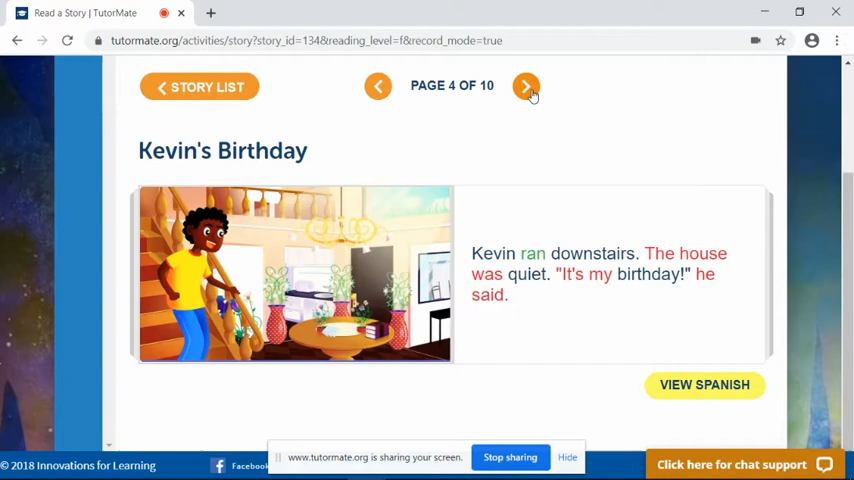 Read a Story | TutorMate
tutormate.org/activities/story?story_id=134&reading_level=f&record_mode=true
STORY LIST
PAGE 4 OF 10
Kevin's Birthday
Kevin ran downstairs. The house
was quiet. "It's my birthday!" he
said.
VIEW SPANISH
www.tutormate.org is sharing your screen.
Stop sharing
Hide
© 2018 Innovations for Learning
Facebook
Click here for chat support